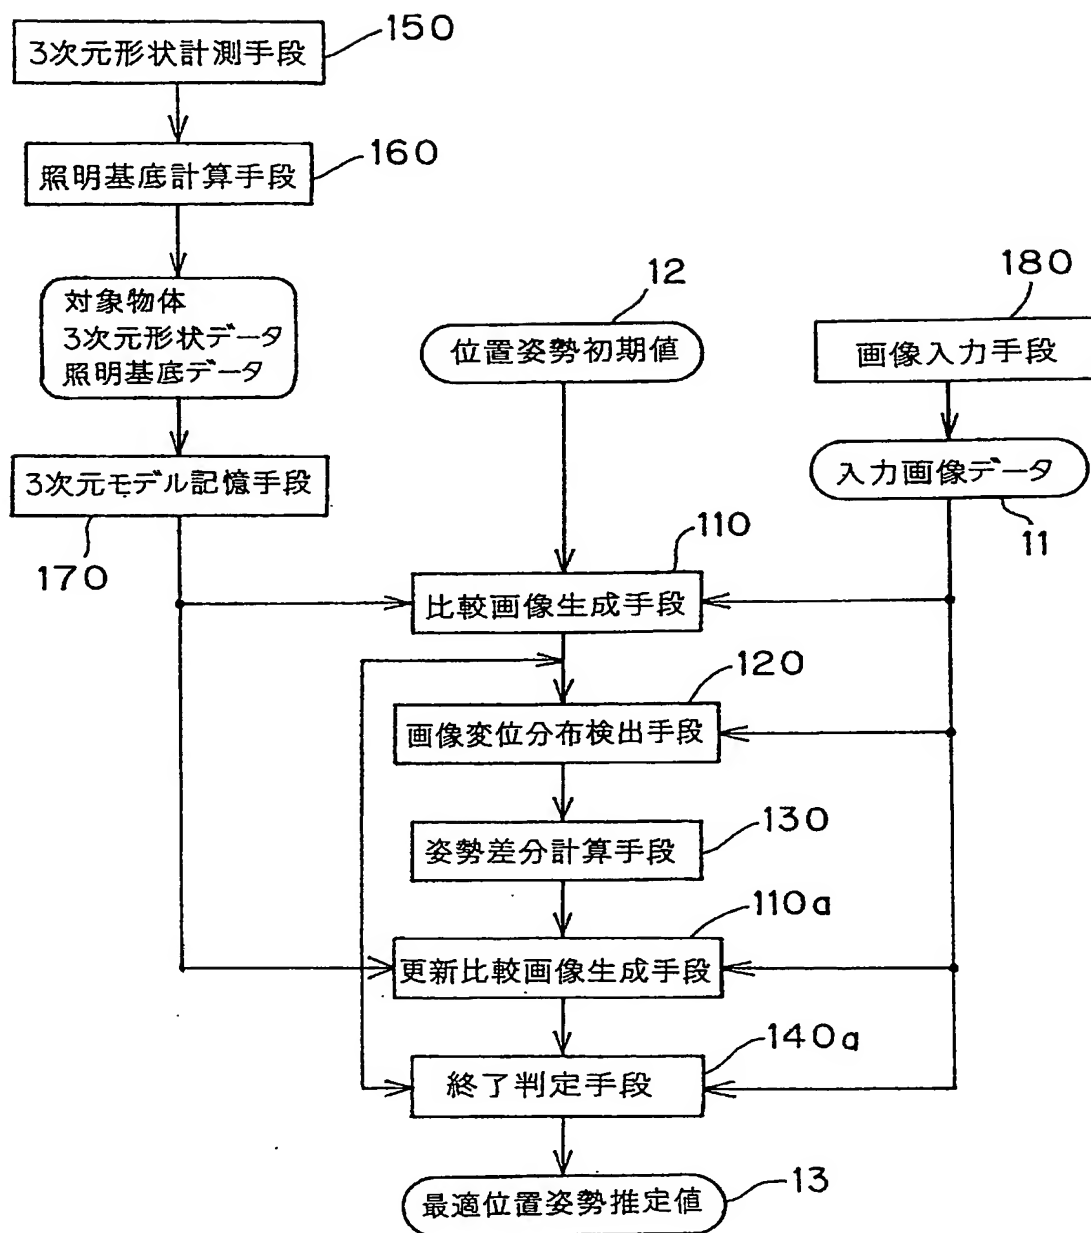 150
3次元形状計測手段
160
照明基底計算手段
対象物体
3次元形状データ
照明基底データ
12
位置姿勢初期値
180
画像入力手段
3次元モデル記憶手段
170
入力画像データ
11
110
比較画像生成手段
120
画像変位分布検出手段
130
姿勢差分計算手段
110a
更新比較画像生成手段
140a
終了判定手段
13
最適位置姿勢推定値